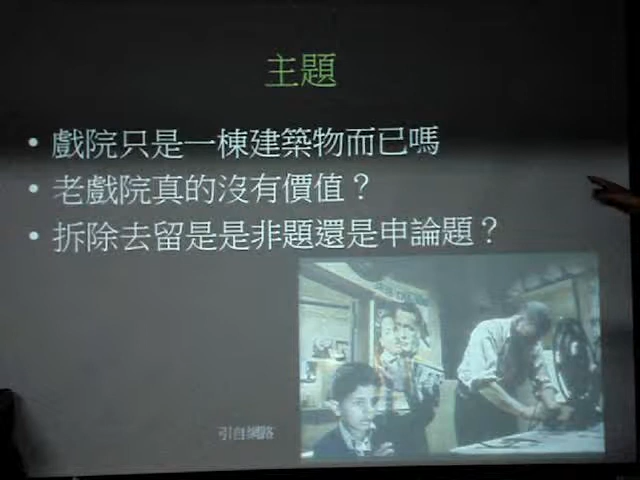 主題
• 戲院只是一棟建築物而已嗎
• 老戲院真的沒有價值？
• 拆除去留是是非題還是申論題？
引自網路